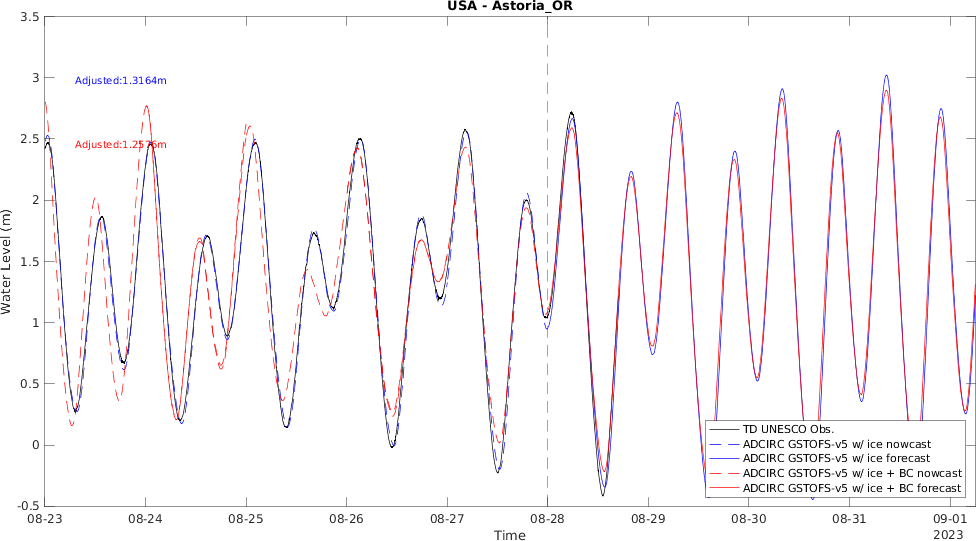 USA - Astoria_OR
3.5
3
2.5
2
1.5
1
0.5
0
-0.5
Water Level (m)
Adjusted:1.3164m
Adjusted:1.2576m
TD UNESCO Obs.
ADCIRC GSTOFS-v5 w/ ice nowcast
ADCIRC GSTOFS-v5 w/ ice forecast
ADCIRC GSTOFS-v5 w/ ice + BC nowcast
ADCIRC GSTOFS-v5 w/ ice + BC forecast
08-23 08-24 08-25 08-26 08-27 08-28 08-29 08-30 08-31 09-01
2023
Time